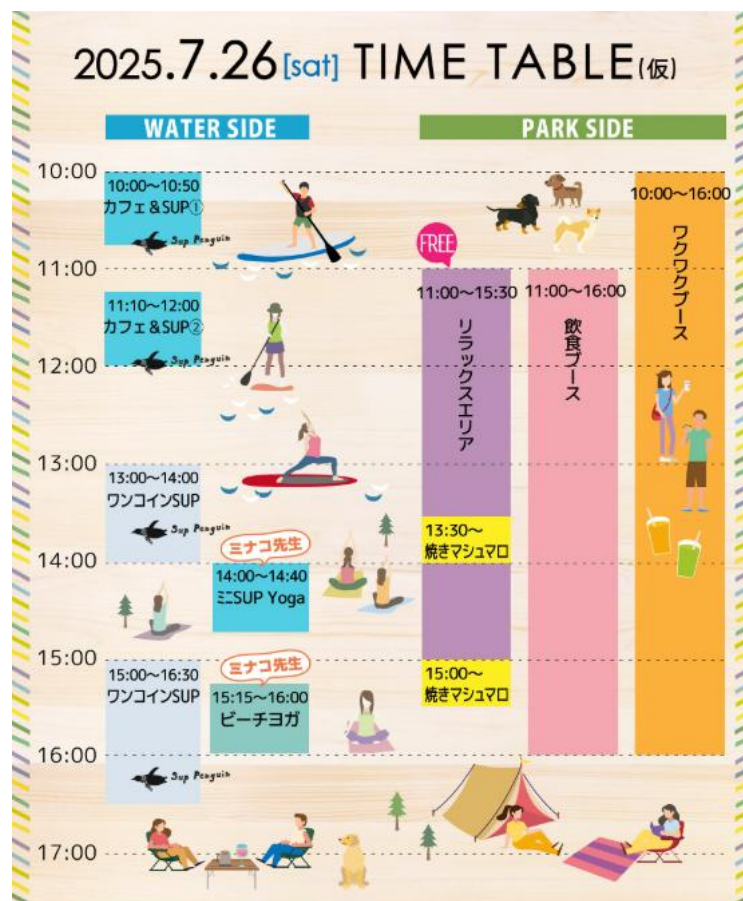 2025.7.26[sat] TIME TABLE(仮)
WATER SIDE
PARK SIDE
10:00
11:00
12:00
13:00
14:00
15:00
16:00
17:00
10:00〜10:50
カフェ&SUP①
Sup Penguin
11:10〜12:00
カフェ&SUP②
Sup Penguin
13:00〜14:00
ワンコインSUP
Sup Penguin
ミナコ先生
14:00〜14:40
ミニSUP Yoga
15:00〜16:30
ワンコインSUP
Sup Penguin
ミナコ先生
15:15〜16:00
ビーチヨガ
FREE
11:00〜15:30
リラックスエリア
13:30〜
焼きマシュマロ
15:00〜
焼きマシュマロ
11:00〜16:00
飲食ブース
10:00〜16:00
ワクワクブース